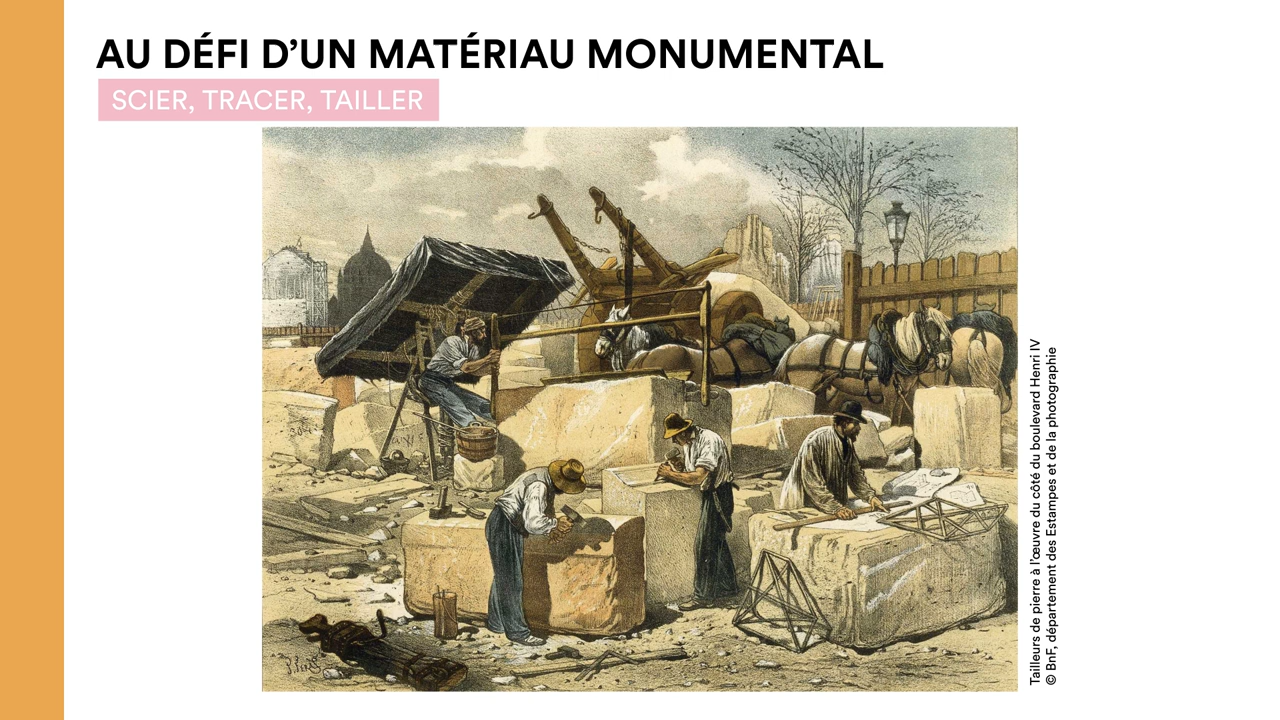 AU DÉFI D’UN MATÉRIAU MONUMENTAL
SCIER, TRACER, TAILLER
Tailleurs de pierre à l’œuvre du côté du boulevard Henri IV
© BnF, département des Estampes et de la photographie